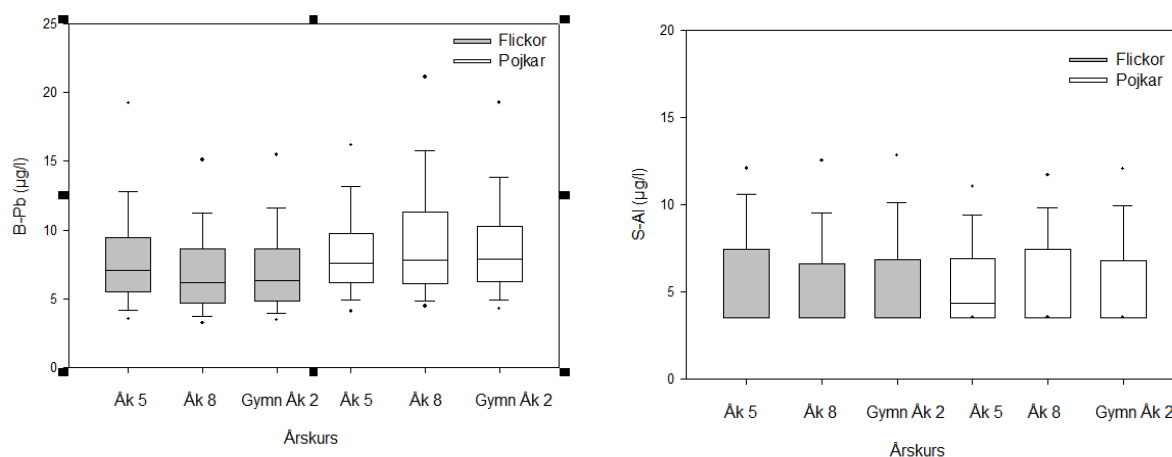 25
20
15
10
5
0
B-Pb (µg/l)
Flickor
Pojkar
Åk 5 Åk 8 Gymn Åk 2 Åk 5 Åk 8 Gymn Åk 2
Årskurs
20
15
10
5
0
S-Al (µg/l)
Flickor
Pojkar
Åk 5 Åk 8 Gymn Åk 2 Åk 5 Åk 8 Gymn Åk 2
Årskurs